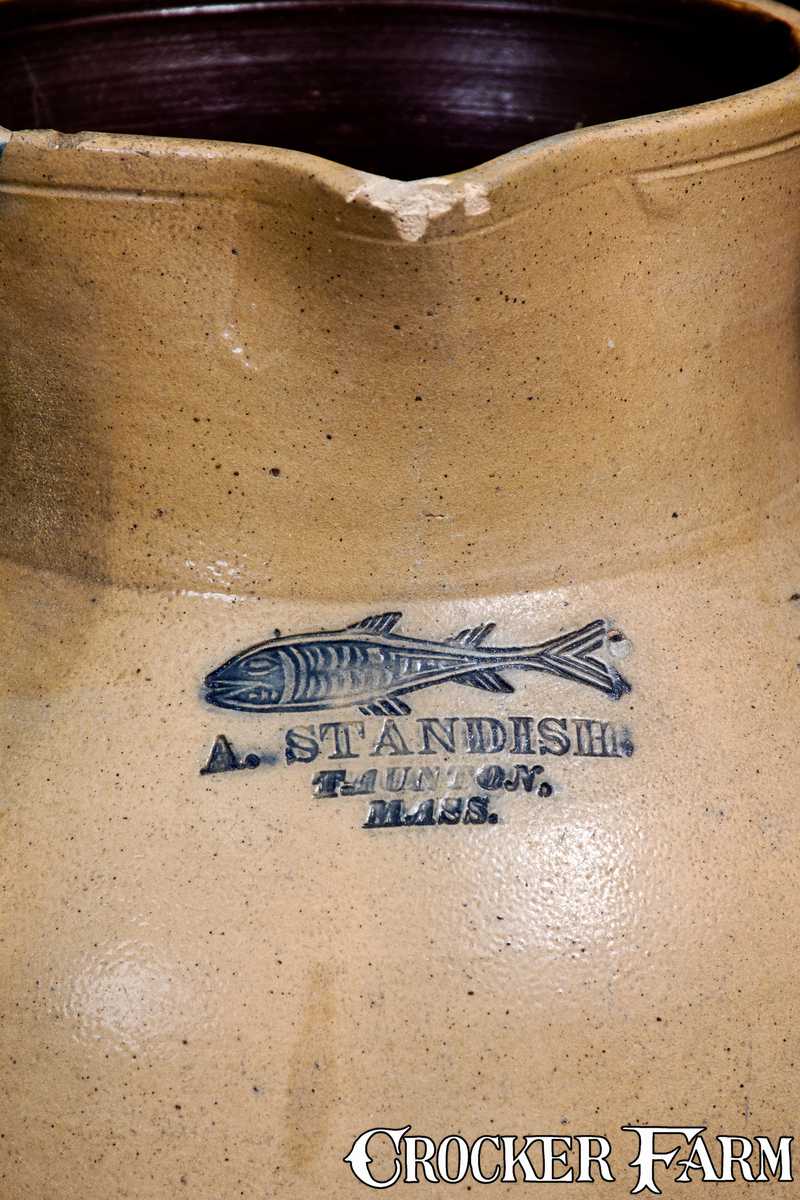 A. STANDISH.
TAUNTON,
MASS.
CROCKER FARM